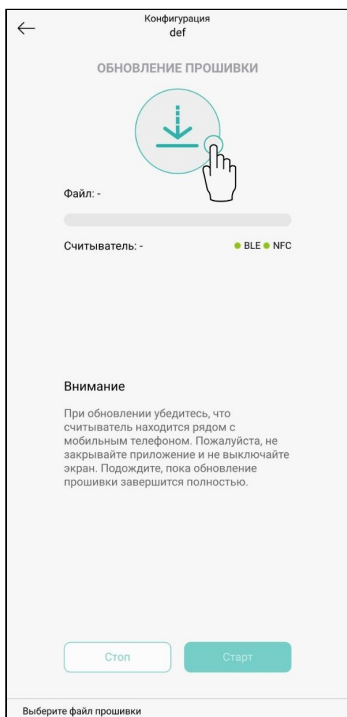 Конфигурация
def
ОБНОВЛЕНИЕ ПРОШИВКИ
Файл: -
Считыватель: - BLE NFC
Внимание
При обновлении убедитесь, что
считыватель находится рядом с
мобильным телефоном. Пожалуйста, не
закрывайте приложение и не выключайте
экран. Подождите, пока обновление
прошивки завершится полностью.
Стоп Старт
Выберите файл прошивки